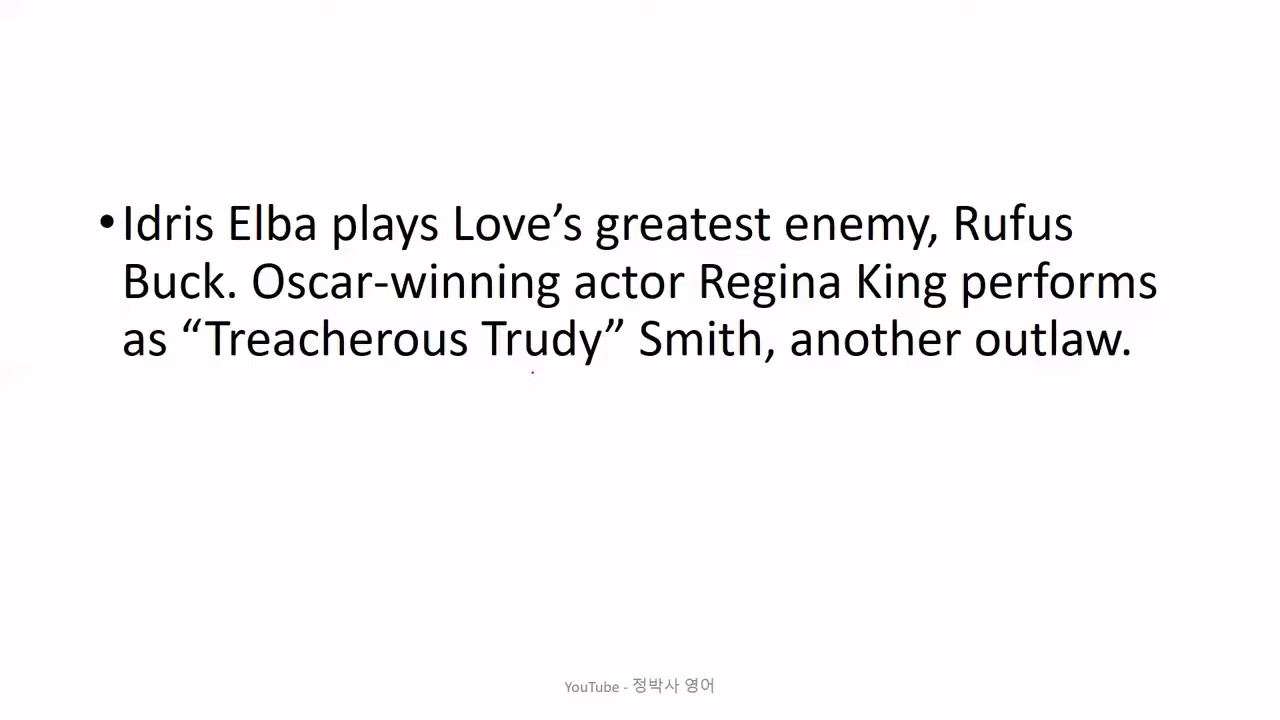 •Idris Elba plays Love’s greatest enemy, Rufus
Buck. Oscar-winning actor Regina King performs
as “Treacherous Trudy” Smith, another outlaw.
YouTube - 정박사 영어